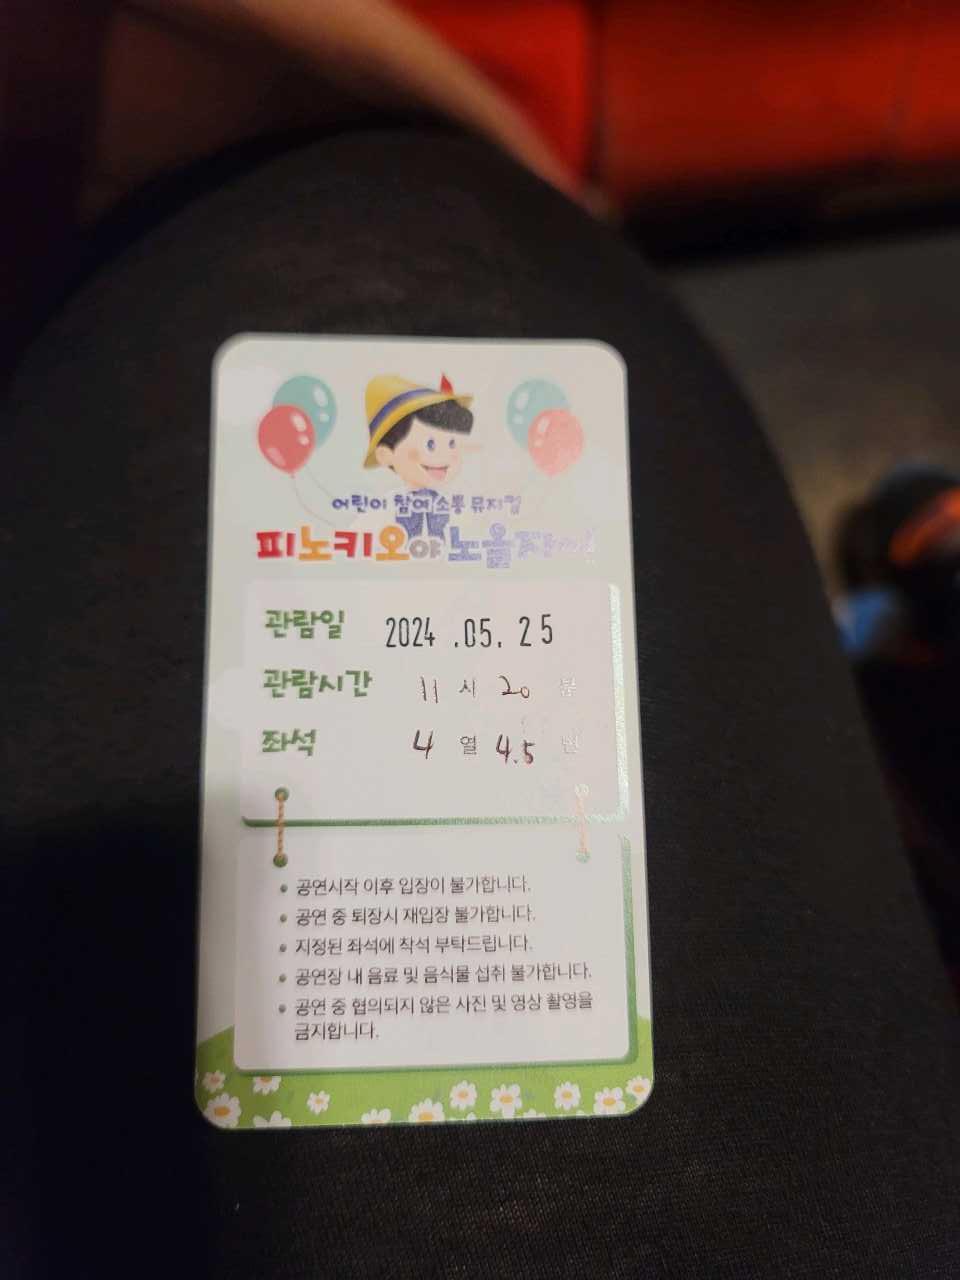 어린이 참여 소통 뮤지컬
피노키오야 노올자~!
관람일 2024 .05. 25
관람시간 11 시 20 분
좌석 4 열 4.5 번
공연시작 이후 입장이 불가합니다.
공연 중 퇴장시 재입장 불가합니다.
지정된 좌석에 착석 부탁드립니다.
공연장 내 음료 및 음식물 섭취 불가합니다.
공연 중 협의되지 않은 사진 및 영상 촬영을
금지합니다.